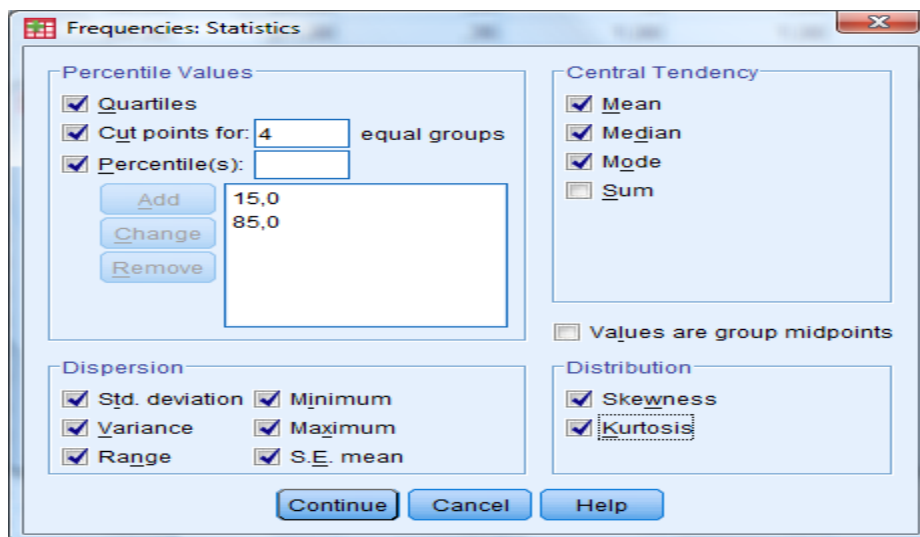 Frequencies: Statistics
Percentile Values
Quartiles
Cut points for: 4 equal groups
Percentile(s):
Add
Change
Remove
15,0
85,0
Central Tendency
Mean
Median
Mode
Sum
Values are group midpoints
Dispersion
Std. deviation Minimum
Variance Maximum
Range S.E. mean
Distribution
Skewness
Kurtosis
Continue Cancel Help